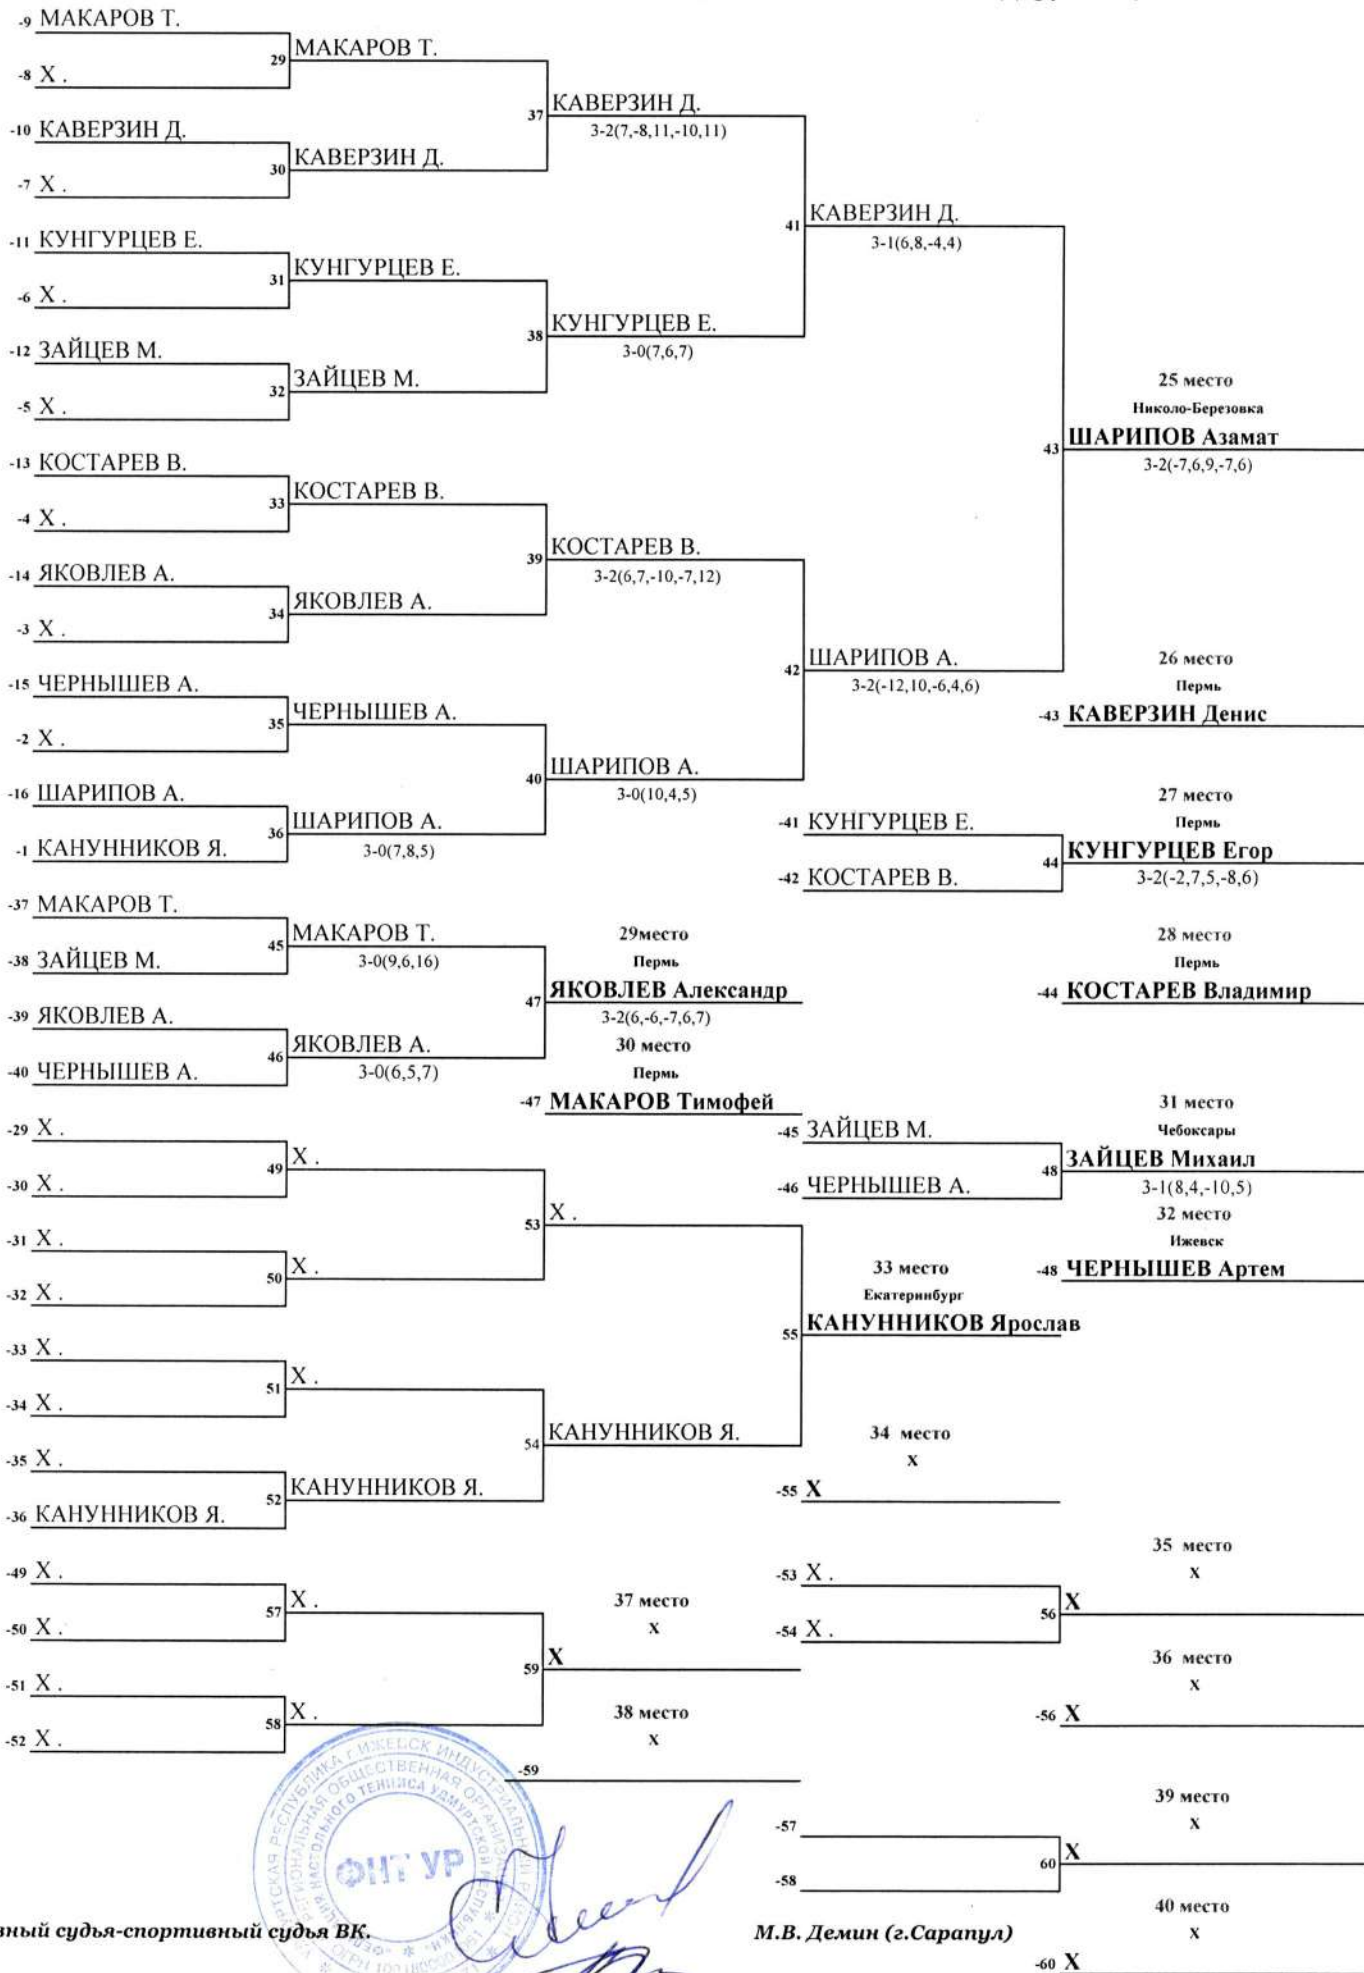 -9 МАКАРОВ Т.
29 МАКАРОВ Т.
-8 X .
37 КАВЕРЗИН Д.
3-2(7,-8,11,-10,11)
-10 КАВЕРЗИН Д.
30 КАВЕРЗИН Д.
-7 X .
41 КАВЕРЗИН Д.
3-1(6,8,-4,4)
-11 КУНГУРЦЕВ Е.
31 КУНГУРЦЕВ Е.
-6 X .
38 КУНГУРЦЕВ Е.
3-0(7,6,7)
-12 ЗАЙЦЕВ М.
32 ЗАЙЦЕВ М.
-5 X .
25 место
Николо-Березовка
43 ШАРИПОВ Азамат
3-2(-7,6,9,-7,6)
-13 КОСТАРЕВ В.
33 КОСТАРЕВ В.
-4 X .
39 КОСТАРЕВ В.
3-2(6,7,-10,-7,12)
-14 ЯКОВЛЕВ А.
34 ЯКОВЛЕВ А.
-3 X .
42 ШАРИПОВ А.
3-2(-12,10,-6,4,6)
26 место
Пермь
-43 КАВЕРЗИН Денис
-15 ЧЕРНЫШЕВ А.
35 ЧЕРНЫШЕВ А.
-2 X .
40 ШАРИПОВ А.
3-0(10,4,5)
-16 ШАРИПОВ А.
36 ШАРИПОВ А.
3-0(7,8,5)
-1 КАНУННИКОВ Я.
27 место
Пермь
-41 КУНГУРЦЕВ Е.
44 КУНГУРЦЕВ Егор
3-2(-2,7,5,-8,6)
-42 КОСТАРЕВ В.
-37 МАКАРОВ Т.
45 МАКАРОВ Т.
3-0(9,6,16)
-38 ЗАЙЦЕВ М.
29место
Пермь
47 ЯКОВЛЕВ Александр
3-2(6,-6,-7,6,7)
28 место
Пермь
-44 КОСТАРЕВ Владимир
-39 ЯКОВЛЕВ А.
46 ЯКОВЛЕВ А.
3-0(6,5,7)
-40 ЧЕРНЫШЕВ А.
30 место
Пермь
-47 МАКАРОВ Тимофей
31 место
Чебоксары
-45 ЗАЙЦЕВ М.
48 ЗАЙЦЕВ Михаил
3-1(8,4,-10,5)
-46 ЧЕРНЫШЕВ А.
32 место
Ижевск
-48 ЧЕРНЫШЕВ Артем
-29 X .
49 X .
-30 X .
53 X .
-31 X .
50 X .
-32 X .
33 место
Екатеринбург
55 КАНУННИКОВ Ярослав
-33 X .
51 X .
-34 X .
54 КАНУННИКОВ Я.
-35 X .
52 КАНУННИКОВ Я.
-36 КАНУННИКОВ Я.
34 место
X
-55 X
-49 X .
57 X .
-50 X .
37 место
X
59 X
35 место
X
-53 X .
56 X
-54 X .
-51 X .
58 X .
-52 X .
38 место
X
-59
36 место
X
-56 X
39 место
X
-57
60 X
-58
40 место
X
-60 X
УДМУРТСКОЙ РЕСПУБЛИКИ
НАСТОЛЬНОГО ТЕННИСА
ФНТ УР
судья-спортивный судья ВК.
М.В. Демин (г.Сарапул)